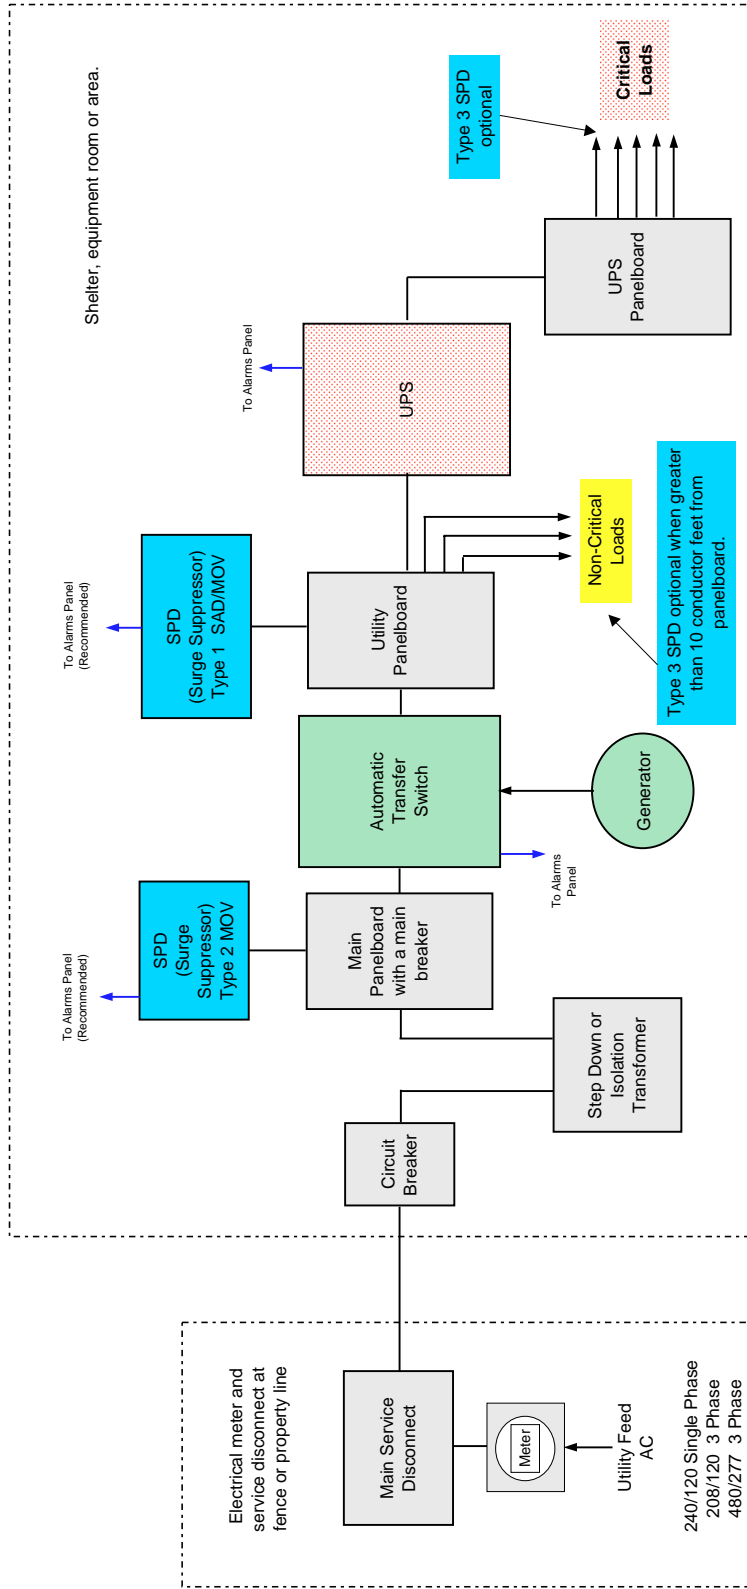 Shelter, equipment room or area.
Electrical meter and
service disconnect at
fence or property line
Main Service
Disconnect
Meter
Utility Feed
AC
240/120 Single Phase
208/120  3 Phase
480/277  3 Phase
Circuit
Breaker
Step Down or
Isolation
Transformer
To Alarms Panel
(Recommended)
SPD
(Surge
Suppressor)
Type 2 MOV
Main
Panelboard
with a main
breaker
Automatic
Transfer
Switch
To Alarms
Panel
Generator
To Alarms Panel
(Recommended)
SPD
(Surge Suppressor)
Type 1  SAD/MOV
Utility
Panelboard
Non-Critical
Loads
Type 3 SPD optional when greater
than 10 conductor feet from
panelboard.
To Alarms Panel
UPS
UPS
Panelboard
Type 3 SPD
optional
Critical
Loads